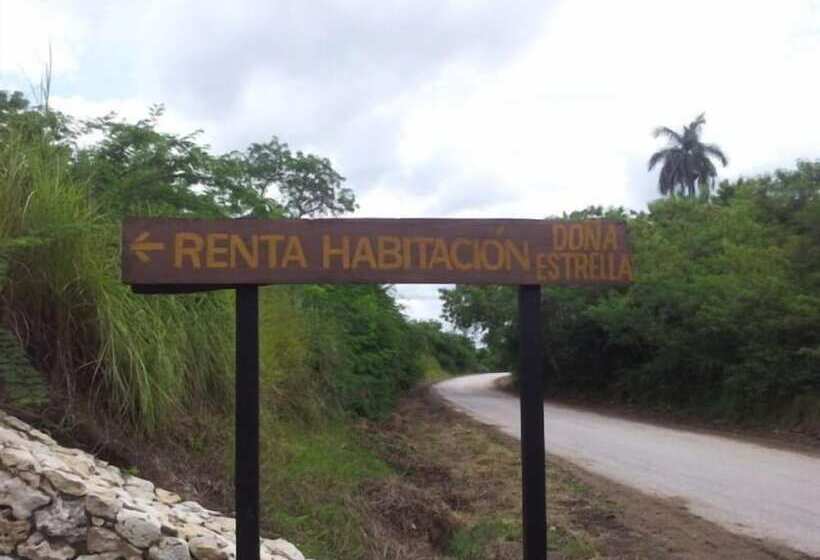 ← RENTA HABITACIÓN DOÑA
ESTRELLA